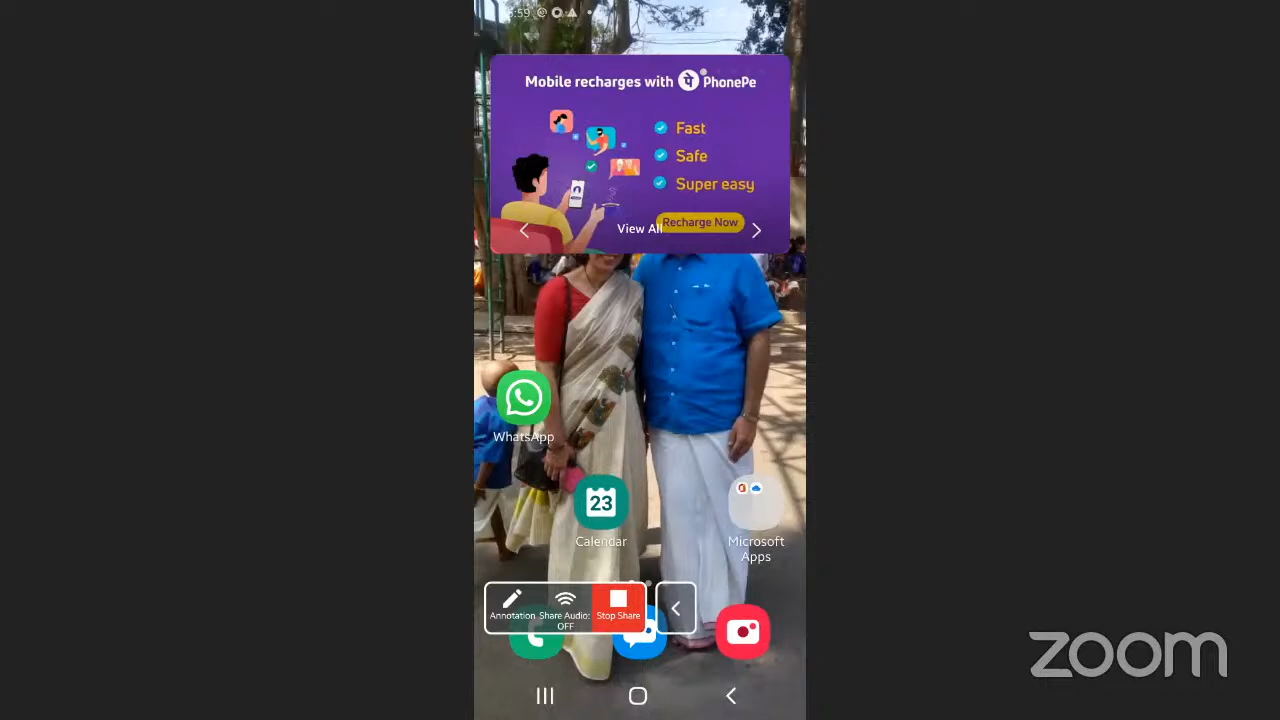 :59
Mobile recharges with पे PhonePe
Fast
Safe
Super easy
Recharge Now
View All
WhatsApp
23
Calendar
Microsoft
Apps
Annotation
Share Audio:
OFF
Stop Share
zoom